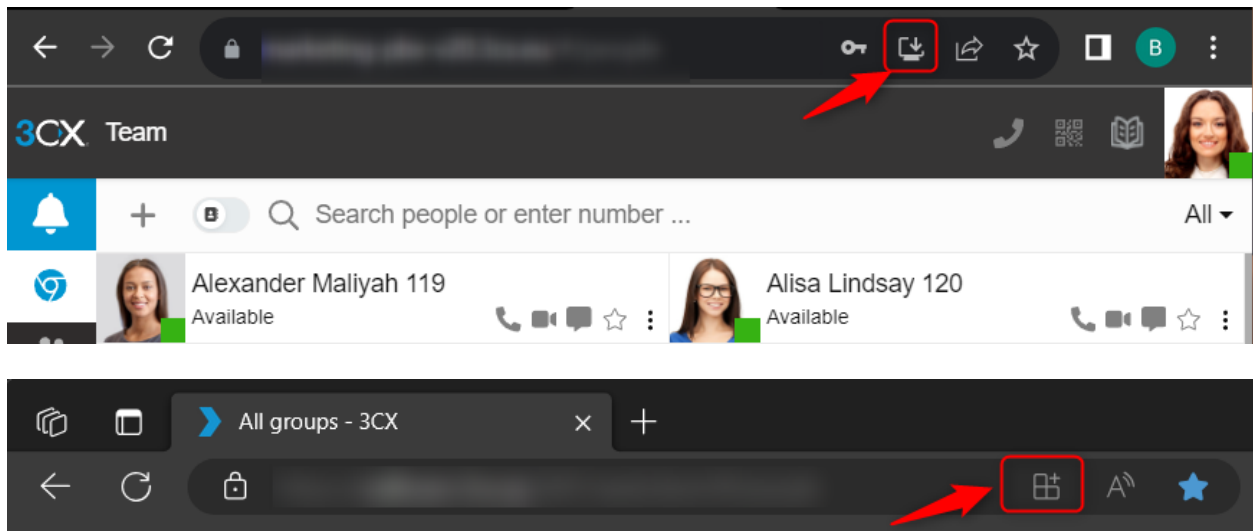 B
3CX Team
Search people or enter number ... All
Alexander Maliyah 119 Alisa Lindsay 120
Available Available
All groups - 3CX